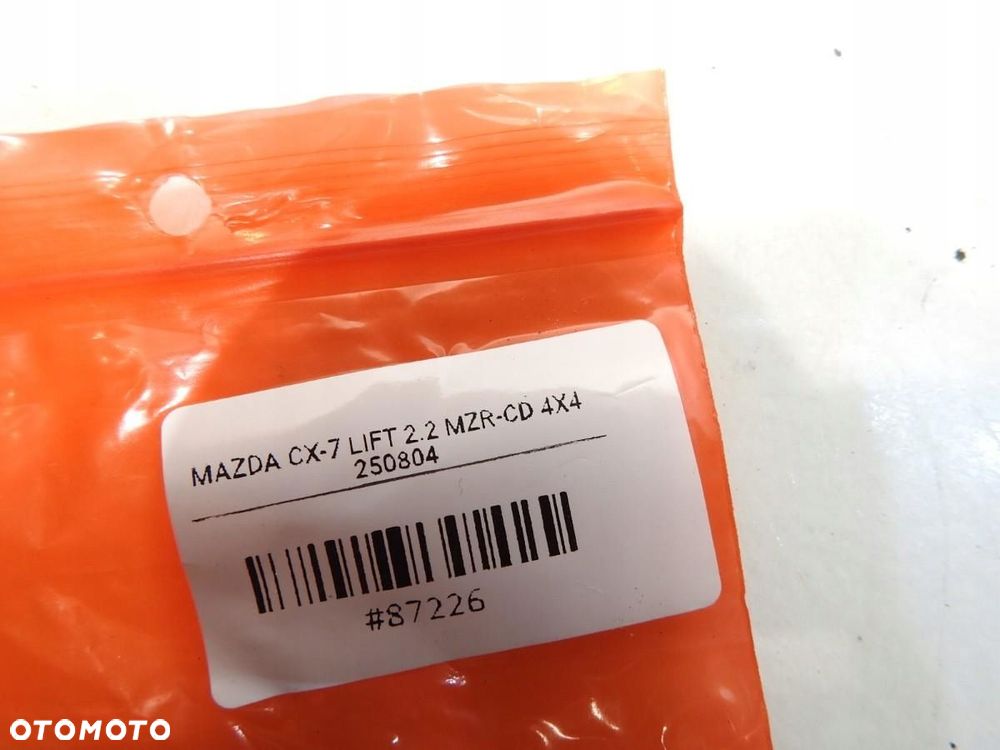 MAZDA CX-7 LIFT 2.2 MZR-CD 4X4
250804
#87226
OTOMOTO